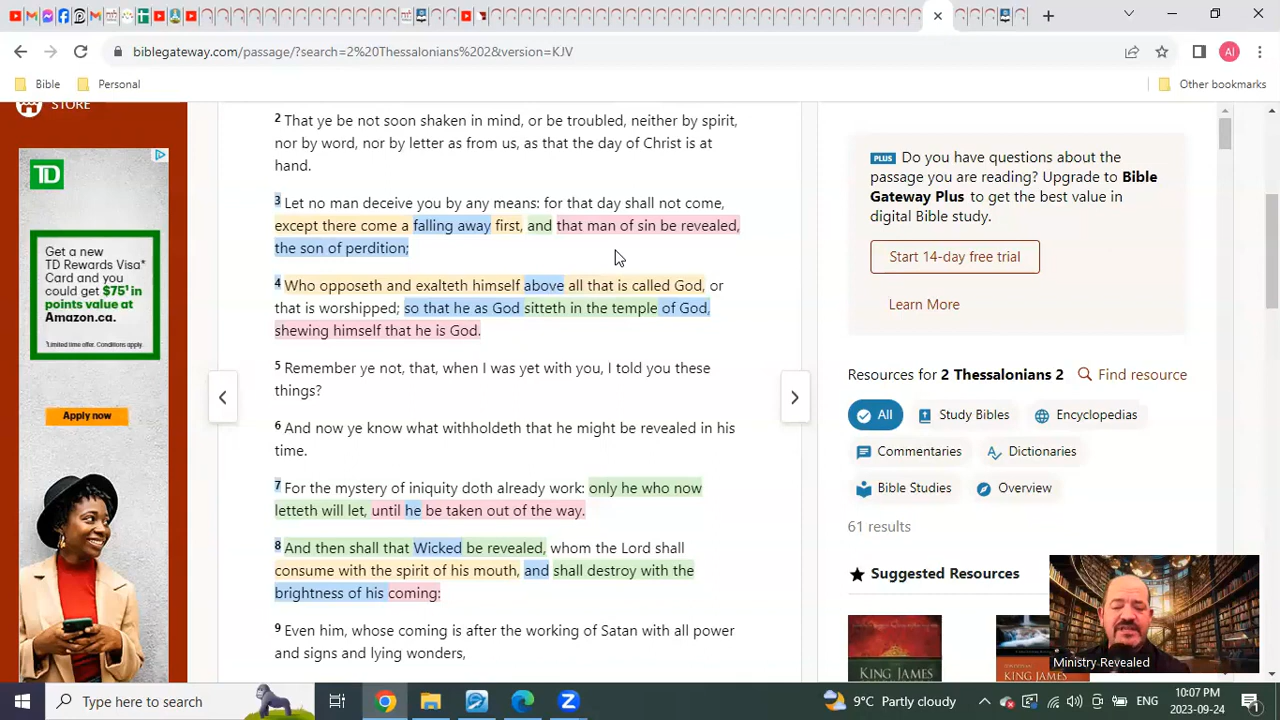 biblegateway.com/passage/?search=2%20Thessalonians%202&version=KJV
AI
Bible
Personal
Other bookmarks
STORE
TD
Get a new
TD Rewards Visa*
Card and you
could get $75¹ in
points value at
Amazon.ca.
Apply now
2 That ye be not soon shaken in mind, or be troubled, neither by spirit,
nor by word, nor by letter as from us, as that the day of Christ is at
hand.
3 Let no man deceive you by any means: for that day shall not come,
except there come a falling away first, and that man of sin be revealed,
the son of perdition;
4 Who opposeth and exalteth himself above all that is called God, or
that is worshipped; so that he as God sitteth in the temple of God,
shewing himself that he is God.
5 Remember ye not, that, when I was yet with you, I told you these
things?
6 And now ye know what withholdeth that he might be revealed in his
time.
7 For the mystery of iniquity doth already work: only he who now
letteth will let, until he be taken out of the way.
8 And then shall that Wicked be revealed, whom the Lord shall
consume with the spirit of his mouth, and shall destroy with the
brightness of his coming:
9 Even him, whose coming is after the working of Satan with all power
and signs and lying wonders,
PLUS Do you have questions about the
passage you are reading? Upgrade to Bible
Gateway Plus to get the best value in
digital Bible study.
Start 14-day free trial
Learn More
Resources for 2 Thessalonians 2 Find resource
All Study Bibles Encyclopedias
Commentaries Dictionaries
Bible Studies Overview
61 results
Suggested Resources
KING JAMES
KING JAMES
Ministry Revealed
Type here to search
9°C Partly cloudy
ENG
10:07 PM
2023-09-24
1